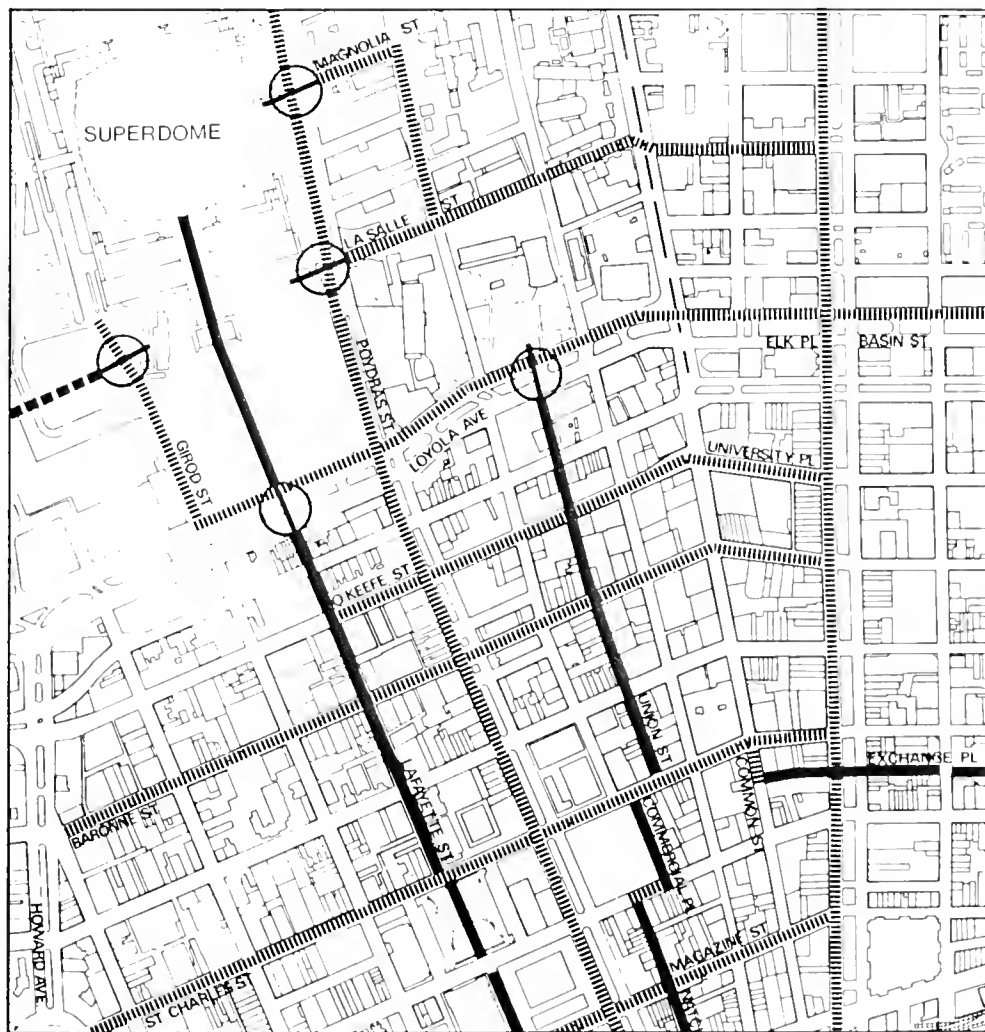 MAGNOLIA ST
SUPERDOME
LA SALLE ST
POYDRAS ST
ELK PL
BASIN ST
LOYOLA AVE
UNIVERSITY PL
GIROD ST
O KEEFE ST
UNION ST
EXCHANGE PL
COMMON ST
LAFAYETTE ST
COMMERCIAL PL
BARONNE ST
HOWARD AVE.
MAGAZINE ST
ST CHARLES ST